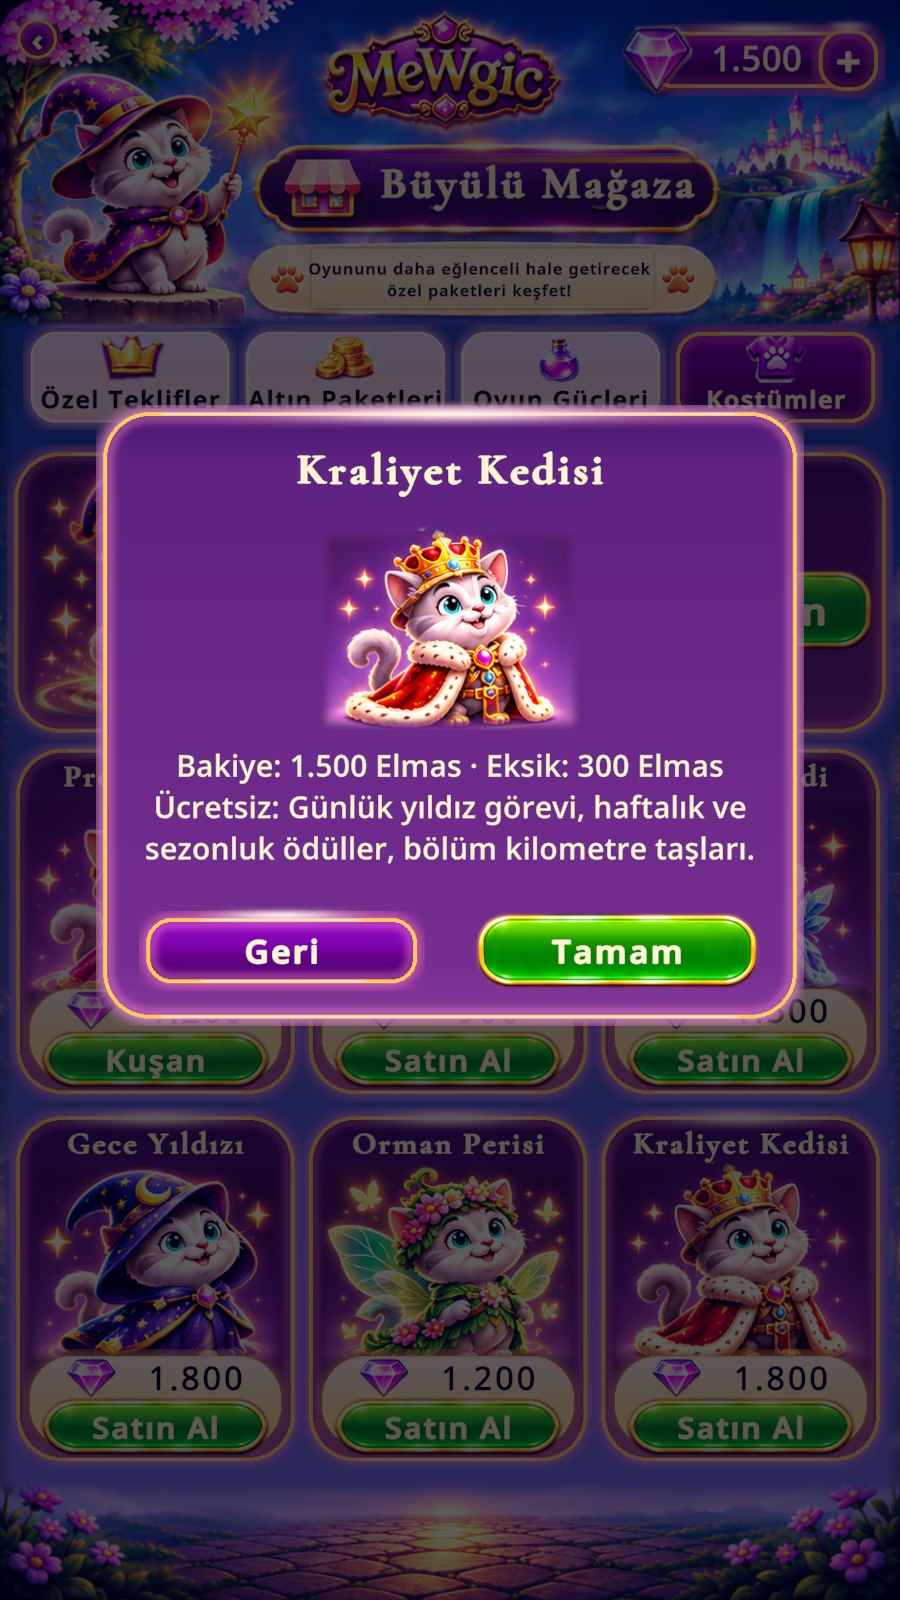 MeWgic
1.500
+
Büyülü Mağaza
Oyununu daha eğlenceli hale getirecek
özel paketleri keşfet!
Özel Teklifler
Altın Paketleri
Oyun Güçleri
Kostümler
Kraliyet Kedisi
Bakiye: 1.500 Elmas · Eksik: 300 Elmas
Ücretsiz: Günlük yıldız görevi, haftalık ve
sezonluk ödüller, bölüm kilometre taşları.
Geri
Tamam
Kuşan
Satın Al
Satın Al
Gece Yıldızı
Orman Perisi
Kraliyet Kedisi
1.800
1.200
1.800
Satın Al
Satın Al
Satın Al